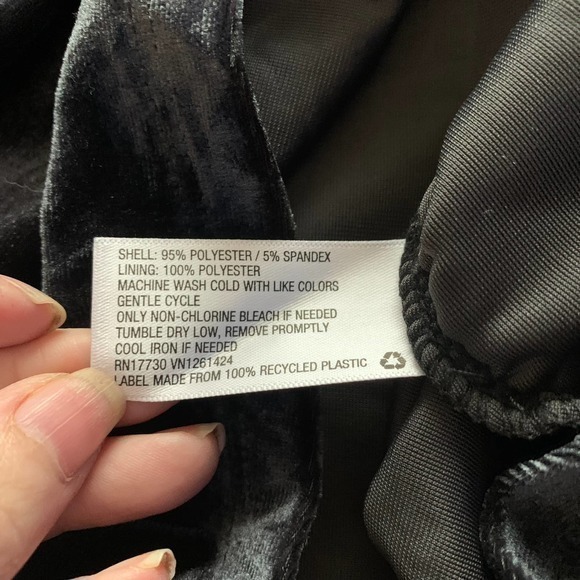 SHELL: 95% POLYESTER / 5% SPANDEX
LINING: 100% POLYESTER
MACHINE WASH COLD WITH LIKE COLORS
GENTLE CYCLE
ONLY NON-CHLORINE BLEACH IF NEEDED
TUMBLE DRY LOW, REMOVE PROMPTLY
COOL IRON IF NEEDED
RN17730 VN1261424
LABEL MADE FROM 100% RECYCLED PLASTIC